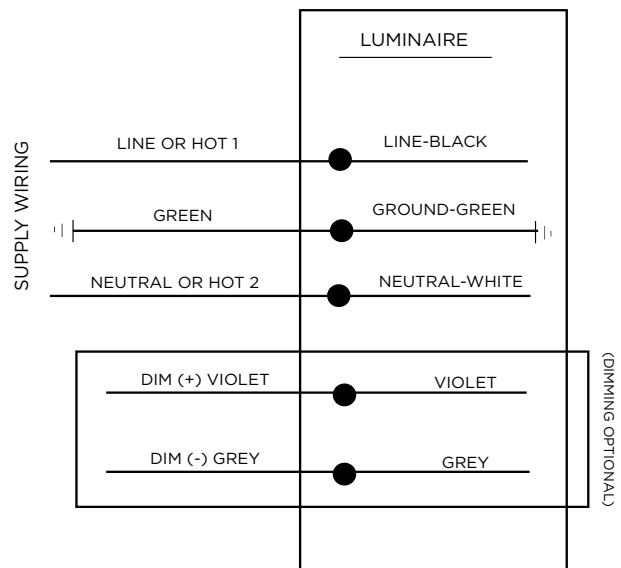 LUMINAIRE
SUPPLY WIRING
LINE OR HOT 1
LINE-BLACK
GREEN
GROUND-GREEN
NEUTRAL OR HOT 2
NEUTRAL-WHITE
DIM (+) VIOLET
VIOLET
DIM (-) GREY
GREY
(DIMMING OPTIONAL)